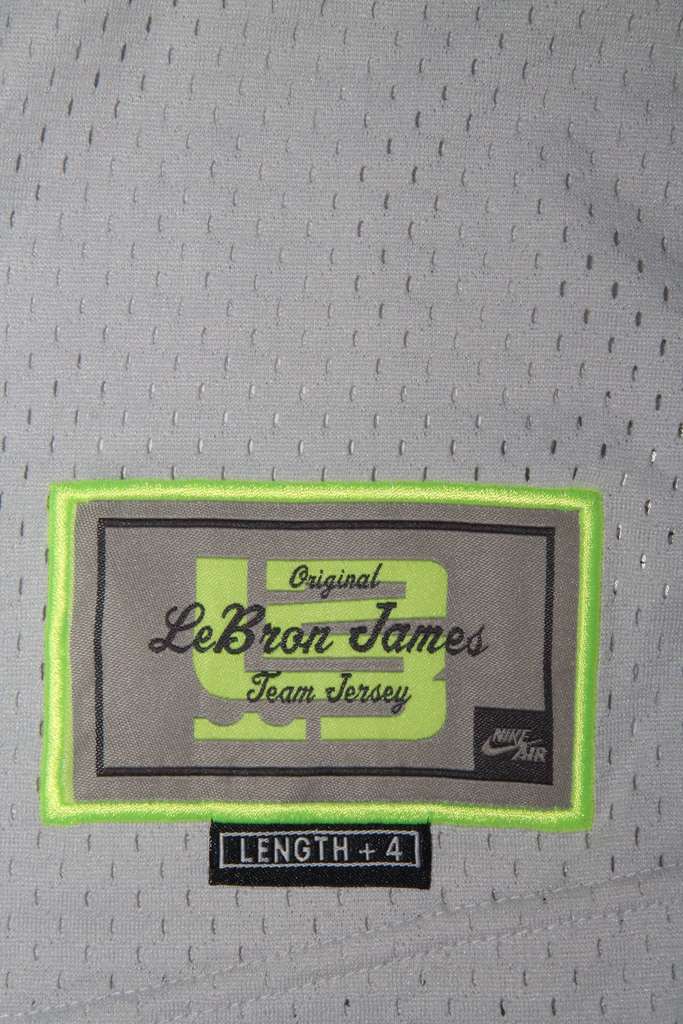 Original
LeBron James
Team Jersey
NIKE
AIR
LENGTH + 4